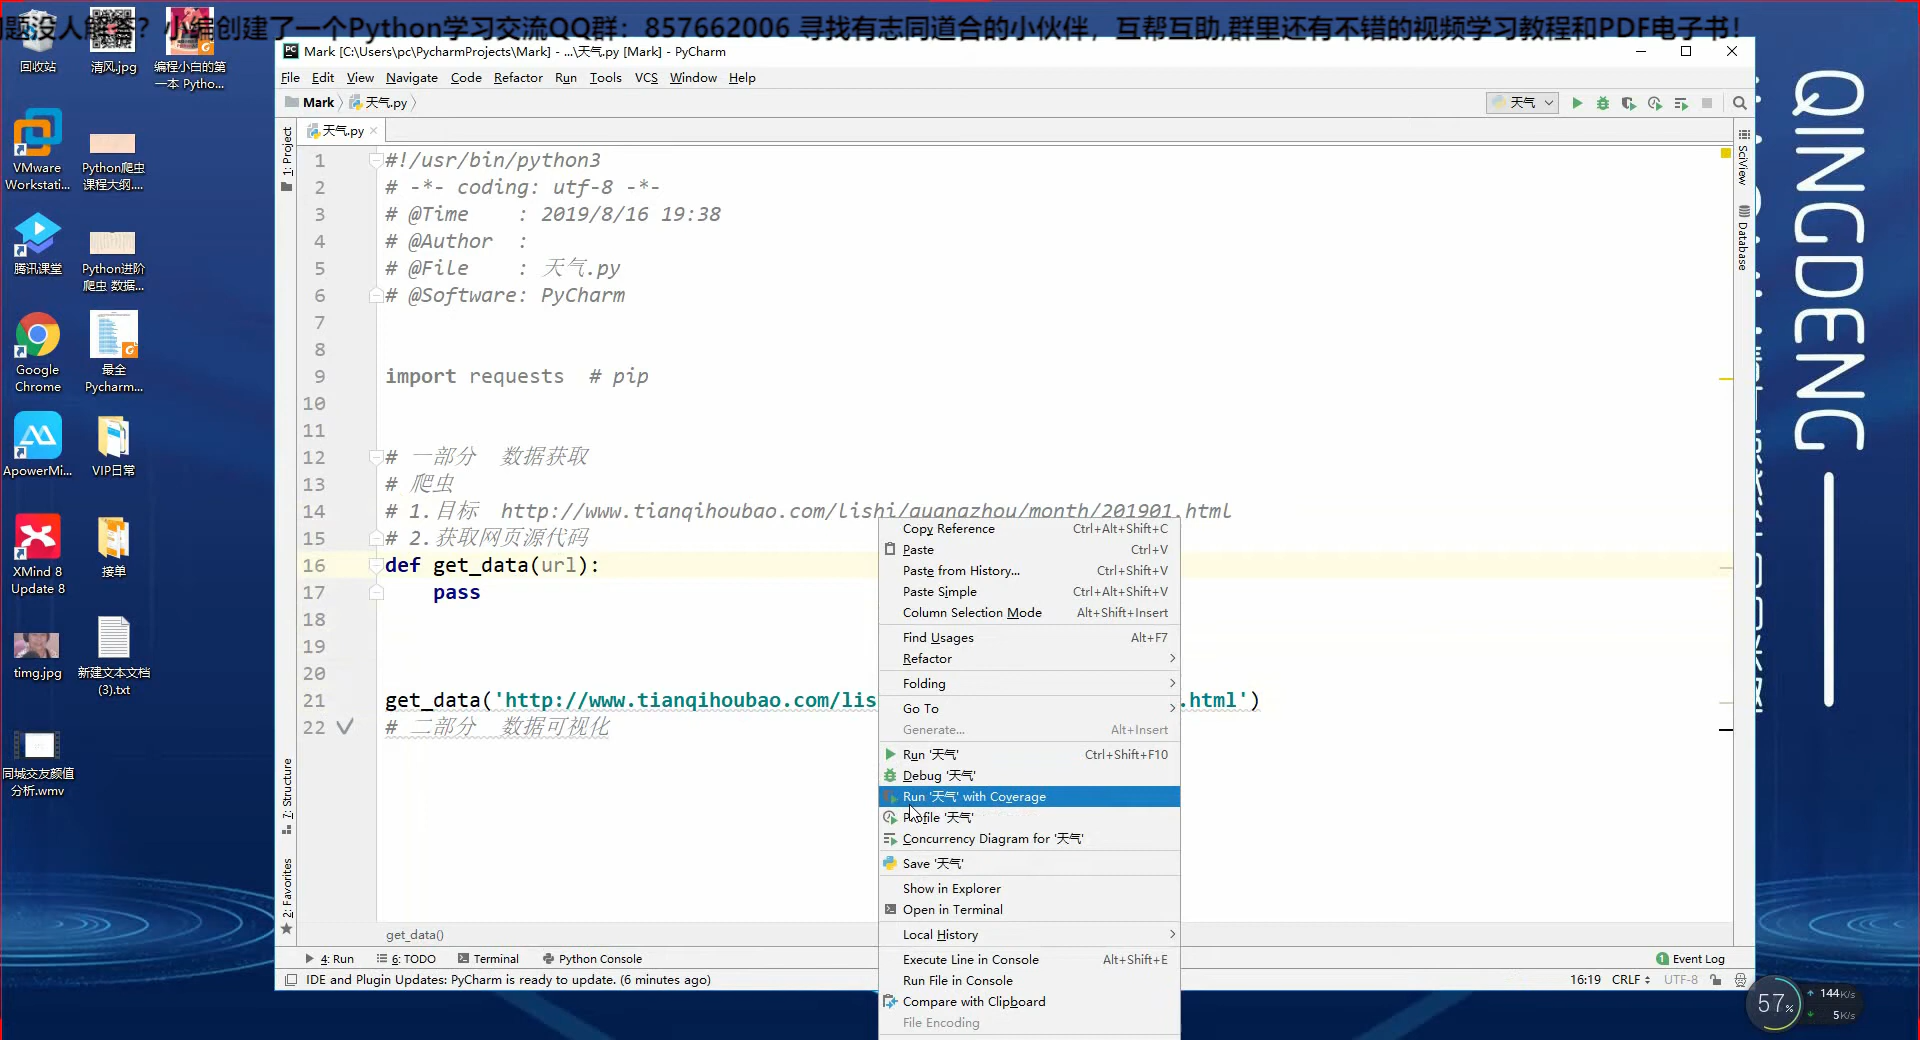 题没人解答？小编创建了一个Python学习交流QQ群：857662006 寻找有志同道合的小伙伴，互帮互助,群里还有不错的视频学习教程和PDF电子书！
回收站
清风.jpg
编程小白的第一本 Pytho...
VMware Workstati...
Python爬虫课程大纲....
腾讯课堂
Python进阶爬虫 数据...
Google Chrome
最全 Pycharm...
ApowerMi...
VIP日常
XMind 8 Update 8
接单
timg.jpg
新建文本文档 (3).txt
同城交友颜值分析.wmv
Mark [C:\Users\pc\PycharmProjects\Mark] - ...\天气.py [Mark] - PyCharm
File Edit View Navigate Code Refactor Run Tools VCS Window Help
Mark 天气.py
天气
天气.py
1: Project
7: Structure
2: Favorites
SciView
Database
1 #!/usr/bin/python3
2 # -*- coding: utf-8 -*-
3 # @Time    : 2019/8/16 19:38
4 # @Author  :
5 # @File    : 天气.py
6 # @Software: PyCharm
7
8
9 import requests  # pip
10
11
12 # 一部分  数据获取
13 # 爬虫
14 # 1.目标  http://www.tianqihoubao.com/lishi/guangzhou/month/201901.html
15 # 2.获取网页源代码
16 def get_data(url):
17     pass
18
19
20
21 get_data('http://www.tianqihoubao.com/lis .html')
22 # 二部分  数据可视化
Copy Reference Ctrl+Alt+Shift+C
Paste Ctrl+V
Paste from History... Ctrl+Shift+V
Paste Simple Ctrl+Alt+Shift+V
Column Selection Mode Alt+Shift+Insert
Find Usages Alt+F7
Refactor
Folding
Go To
Generate... Alt+Insert
Run '天气' Ctrl+Shift+F10
Debug '天气'
Run '天气' with Coverage
Profile '天气'
Concurrency Diagram for '天气'
Save '天气'
Show in Explorer
Open in Terminal
Local History
Execute Line in Console Alt+Shift+E
Run File in Console
Compare with Clipboard
File Encoding
get_data()
4: Run 6: TODO Terminal Python Console
1 Event Log
IDE and Plugin Updates: PyCharm is ready to update. (6 minutes ago)
16:19 CRLF UTF-8
QINGDENG
57%
144K/s
5K/s